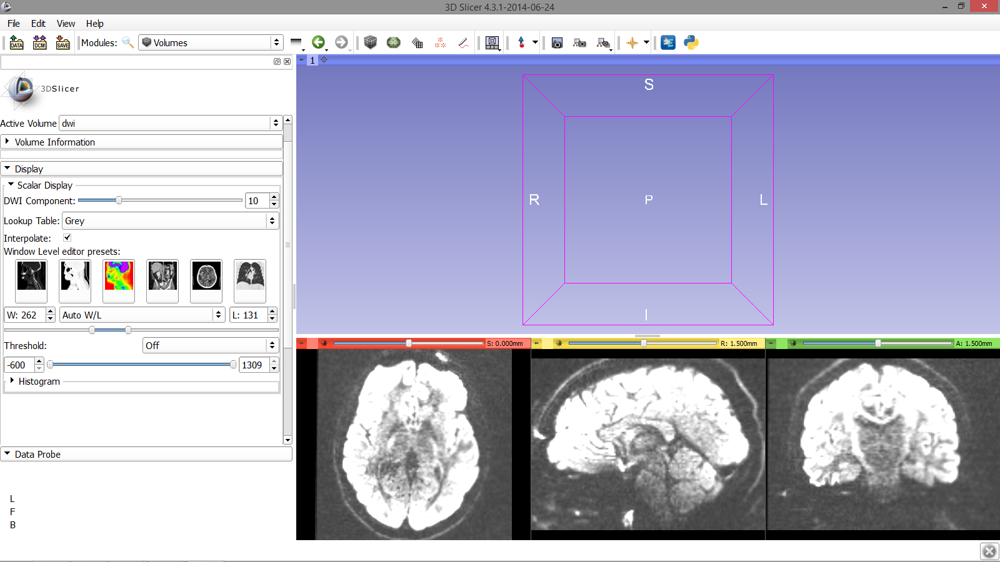 3D Slicer 4.3.1-2014-06-24
File Edit View Help
DATA DCM SAVE Modules: Volumes
1
3DSlicer
Active Volume dwi
Volume Information
Display
Scalar Display
DWI Component: 10
Lookup Table: Grey
Interpolate:
Window Level editor presets:
W: 262 Auto W/L L: 131
Threshold: Off
-600 1309
Histogram
Data Probe
L
F
B
S
R P L
I
S: 0.000mm
R: 1.500mm
A: 1.500mm